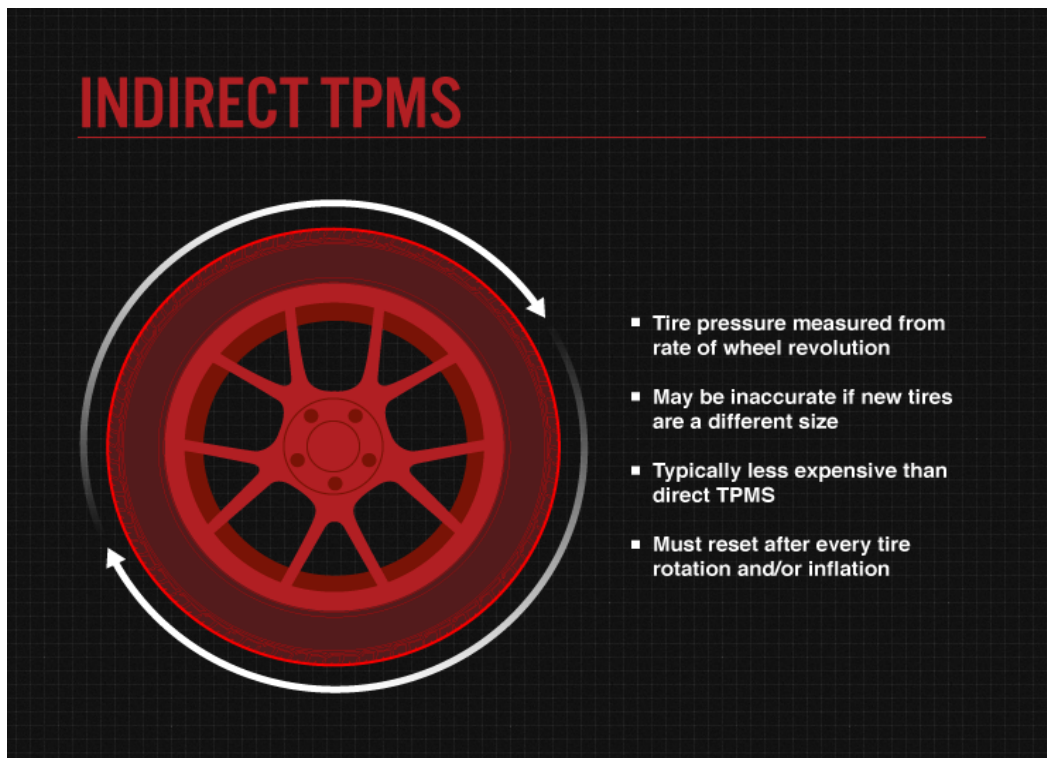 INDIRECT TPMS
▪ Tire pressure measured from
rate of wheel revolution
▪ May be inaccurate if new tires
are a different size
▪ Typically less expensive than
direct TPMS
▪ Must reset after every tire
rotation and/or inflation